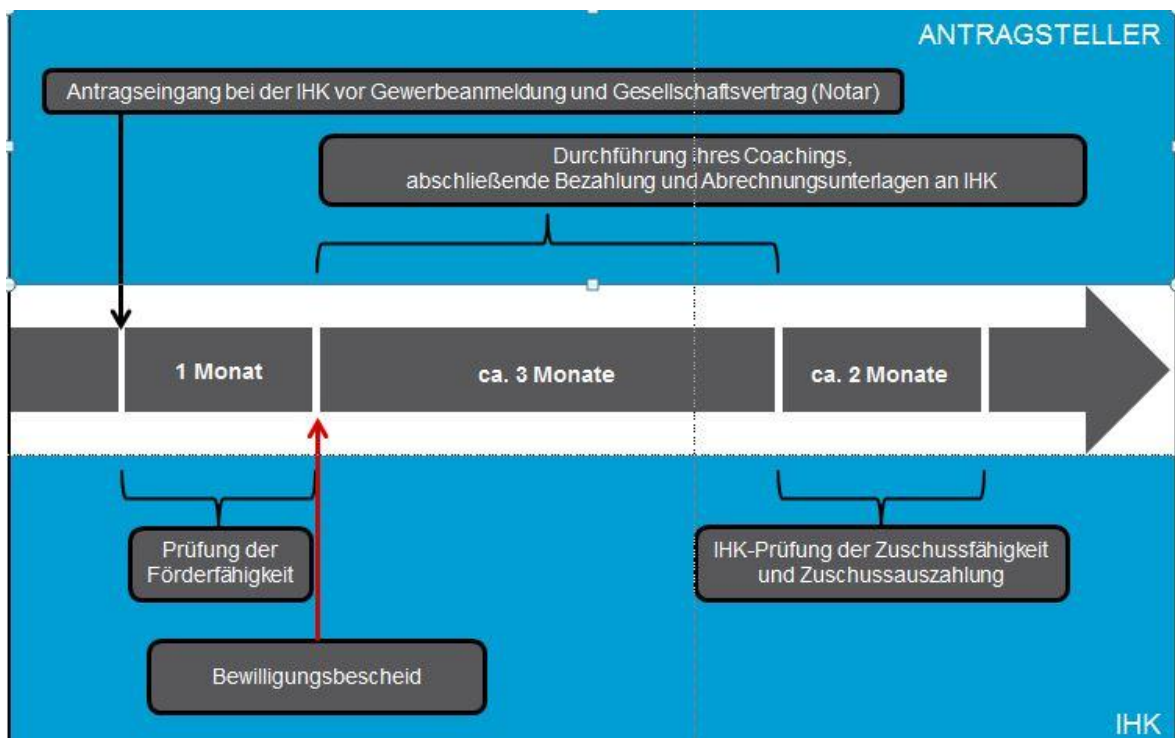 ANTRAGSTELLER
Antragseingang bei der IHK vor Gewerbeanmeldung und Gesellschaftsvertrag (Notar)
Durchführung ihres Coachings,
abschließende Bezahlung und Abrechnungsunterlagen an IHK
1 Monat
ca. 3 Monate
ca. 2 Monate
Prüfung der
Förderfähigkeit
IHK-Prüfung der Zuschussfähigkeit
und Zuschussauszahlung
Bewilligungsbescheid
IHK